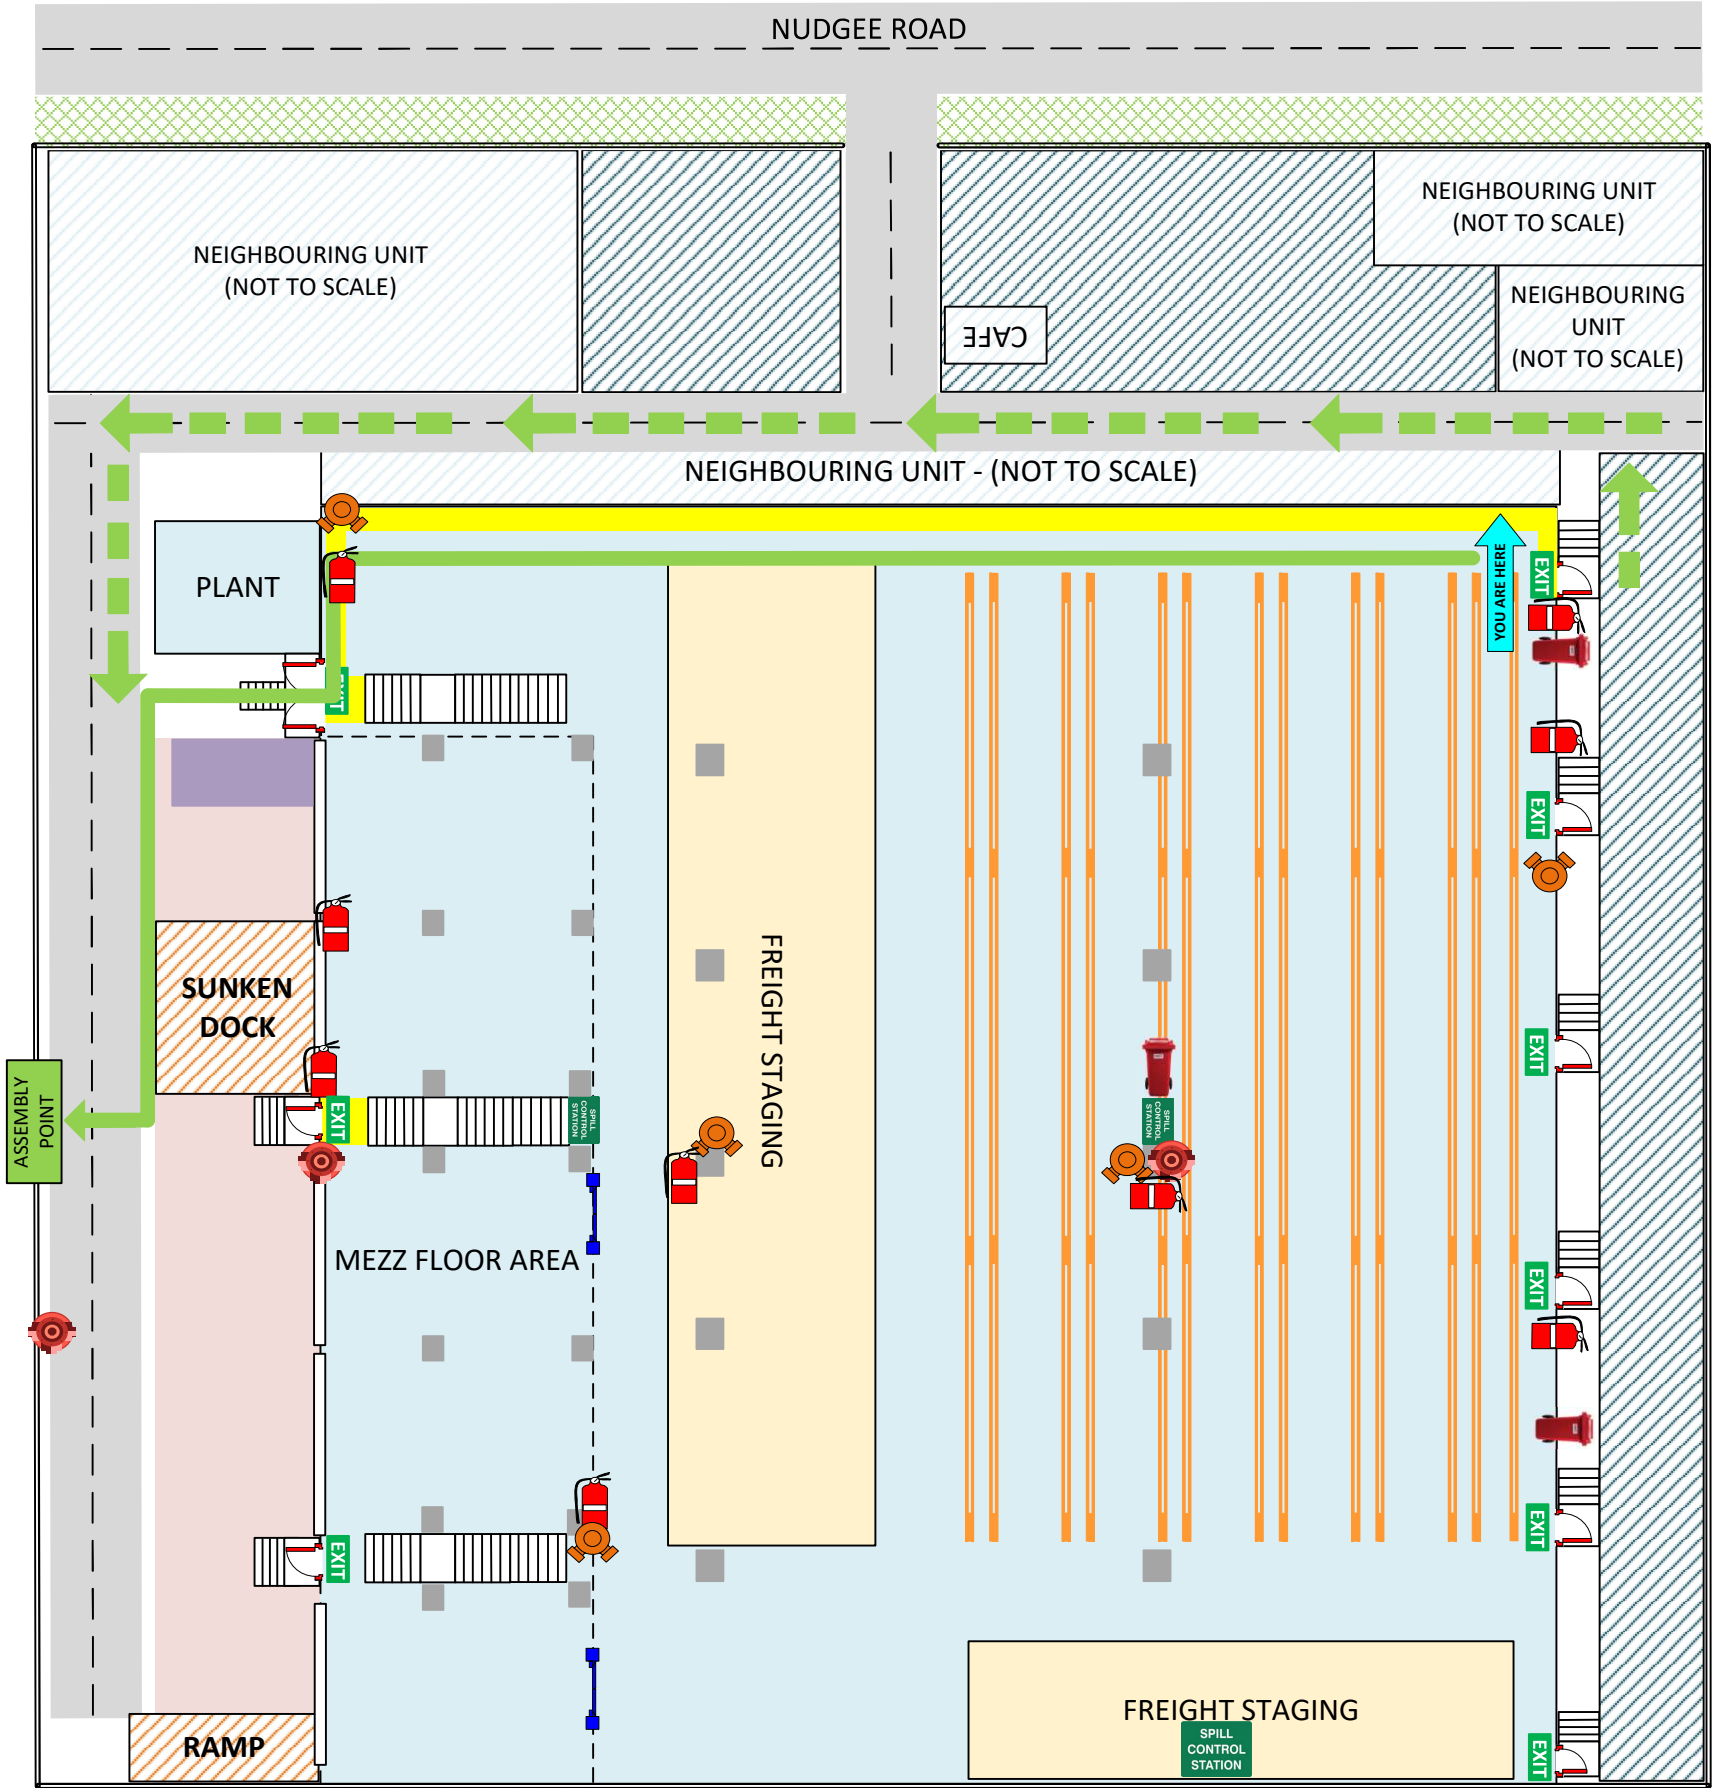 NUDGEE ROAD
NEIGHBOURING UNIT
(NOT TO SCALE)
NEIGHBOURING UNIT
(NOT TO SCALE)
NEIGHBOURING
UNIT
(NOT TO SCALE)
CAFE
NEIGHBOURING UNIT - (NOT TO SCALE)
PLANT
YOU ARE HERE
EXIT
EXIT
EXIT
SUNKEN
DOCK
FREIGHT STAGING
EXIT
ASSEMBLY
POINT
EXIT
SPILL
CONTROL
STATION
SPILL
CONTROL
STATION
MEZZ FLOOR AREA
EXIT
EXIT
EXIT
FREIGHT STAGING
SPILL
CONTROL
STATION
RAMP
EXIT